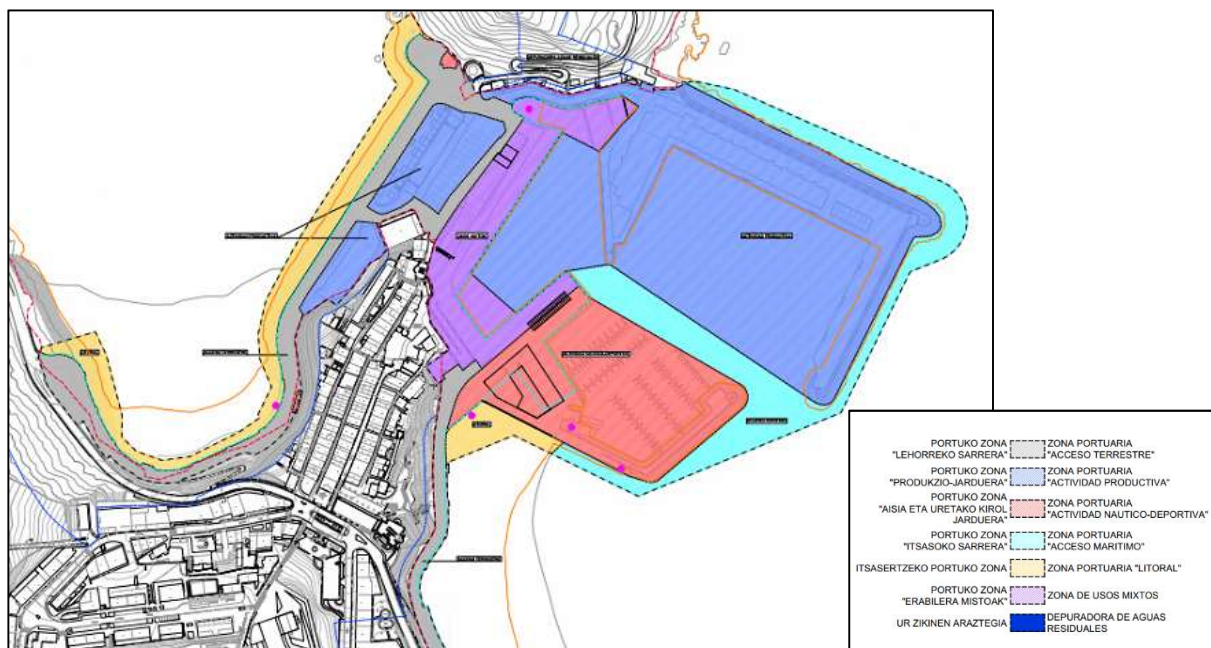 PORTUKO ZONA
"LEHORREKO SARRERA"
ZONA PORTUARIA
"ACCESO TERRESTRE"
PORTUKO ZONA
"PRODUKZIO-JARDUERA"
ZONA PORTUARIA
"ACTIVIDAD PRODUCTIVA"
PORTUKO ZONA
"AISIA ETA URETAKO KIROL
JARDUERA"
ZONA PORTUARIA
"ACTIVIDAD NAUTICO-DEPORTIVA"
PORTUKO ZONA
"ITSASOKO SARRERA"
ZONA PORTUARIA
"ACCESO MARITIMO"
ITSASERTZEKO PORTUKO ZONA
ZONA PORTUARIA "LITORAL"
PORTUKO ZONA
"ERABILERA MISTOAK"
ZONA DE USOS MIXTOS
UR ZIKINEN ARAZTEGIA
DEPURADORA DE AGUAS
RESIDUALES